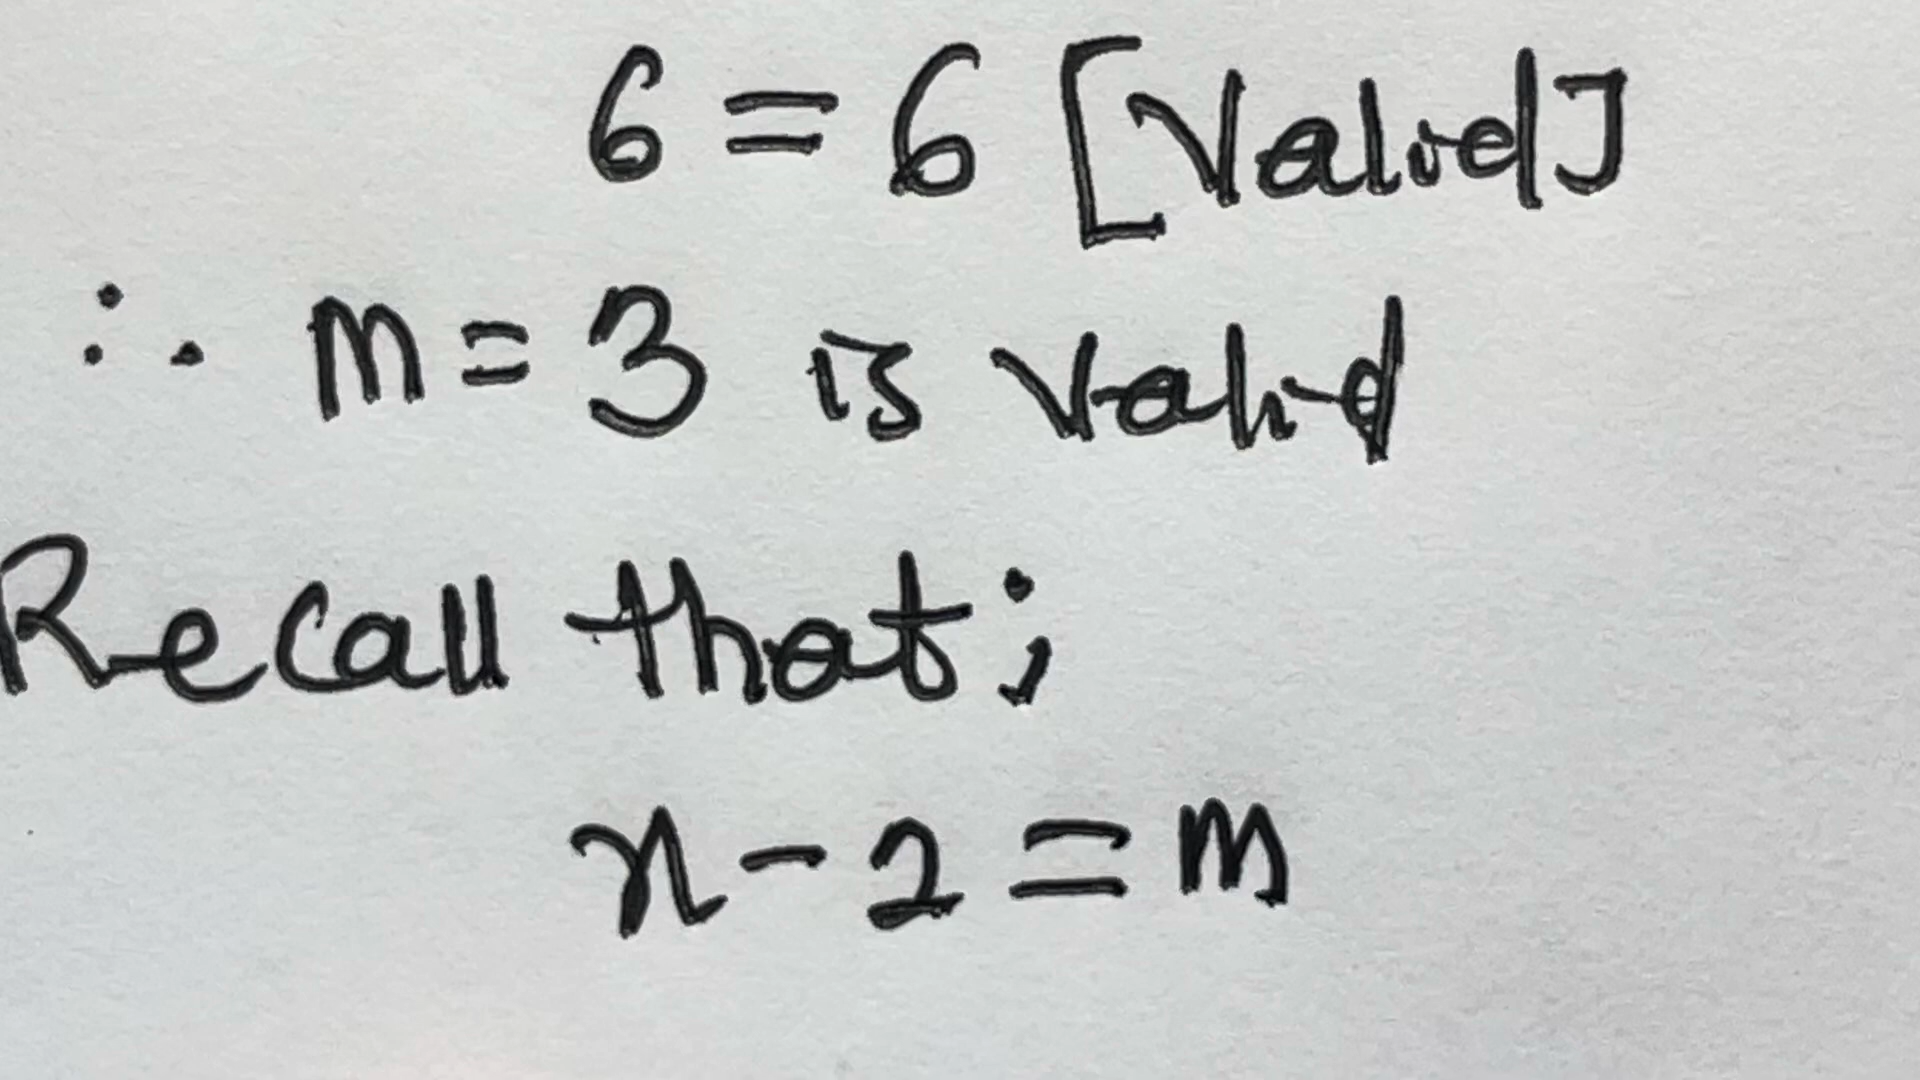 6 = 6 [Valid]
∴ m = 3 is valid
Recall that;
x - 2 = m